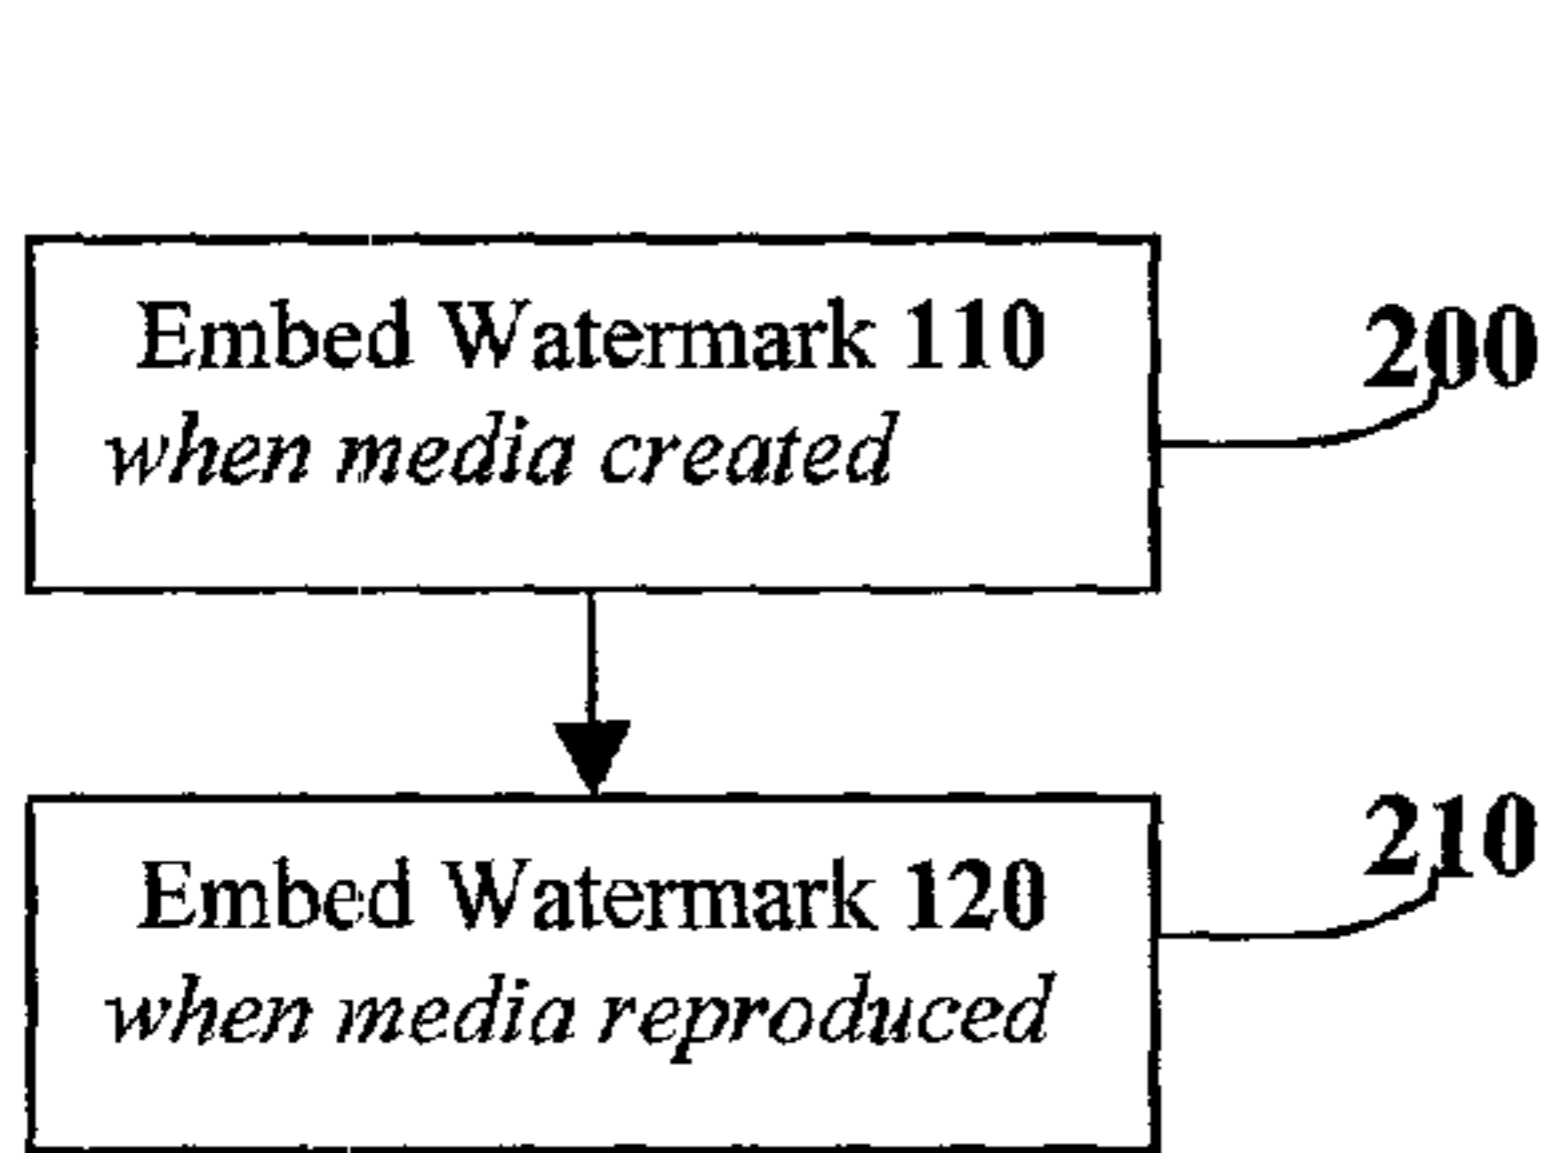 Embed Watermark 110
when media created
200
Embed Watermark 120
when media reproduced
210